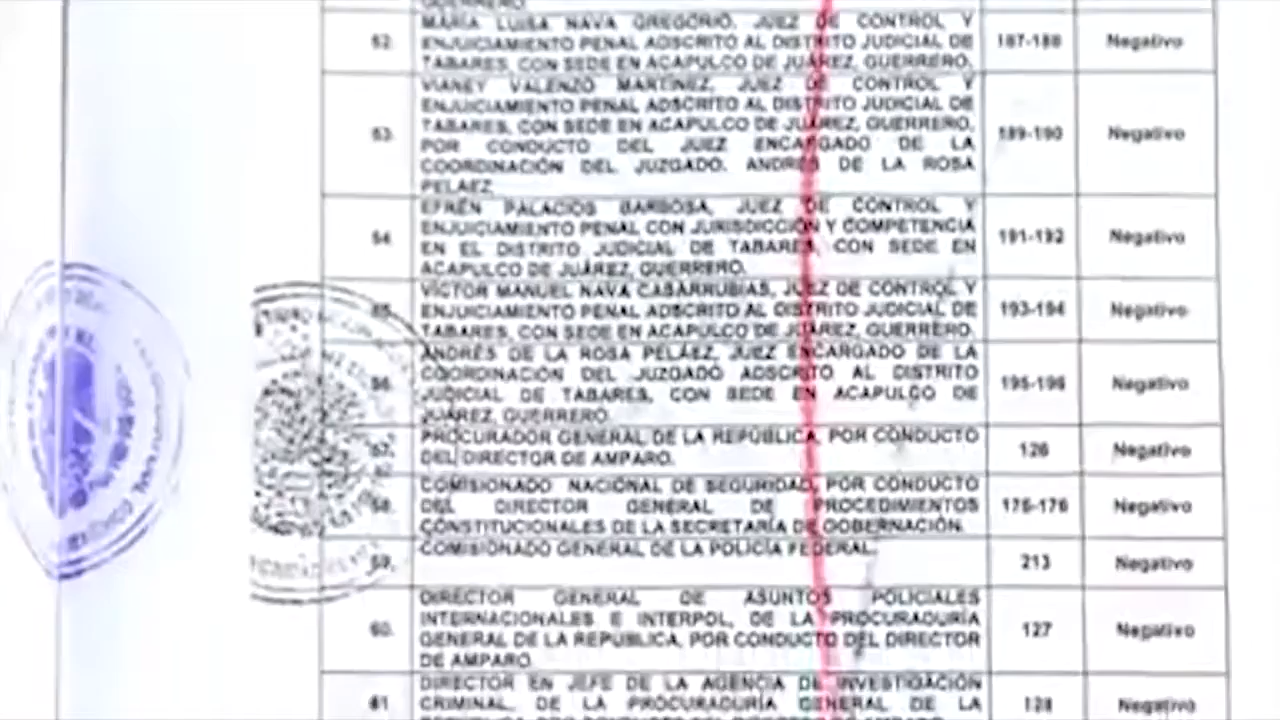 GUERRERO.
52. MARÍA LUISA NAVA GREGORIO, JUEZ DE CONTROL Y 187-188 Negativo
ENJUICIAMIENTO PENAL ADSCRITO AL DISTRITO JUDICIAL DE
TABARES, CON SEDE EN ACAPULCO DE JUÁREZ, GUERRERO.
53. VIANEY VALENZO MARTÍNEZ, JUEZ DE CONTROL Y 189-190 Negativo
ENJUICIAMIENTO PENAL ADSCRITO AL DISTRITO JUDICIAL DE
TABARES, CON SEDE EN ACAPULCO DE JUÁREZ, GUERRERO,
POR CONDUCTO DEL JUEZ ENCARGADO DE LA
COORDINACIÓN DEL JUZGADO, ANDRÉS DE LA ROSA
PELAEZ.
54. EFRÉN PALACIOS BARBOSA, JUEZ DE CONTROL Y 191-192 Negativo
ENJUICIAMIENTO PENAL CON JURISDICCIÓN Y COMPETENCIA
EN EL DISTRITO JUDICIAL DE TABARES, CON SEDE EN
ACAPULCO DE JUÁREZ, GUERRERO.
55. VÍCTOR MANUEL NAVA CASARRUBIAS, JUEZ DE CONTROL Y 193-194 Negativo
ENJUICIAMIENTO PENAL ADSCRITO AL DISTRITO JUDICIAL DE
TABARES, CON SEDE EN ACAPULCO DE JUÁREZ, GUERRERO.
56. ANDRÉS DE LA ROSA PELÁEZ, JUEZ ENCARGADO DE LA 195-196 Negativo
COORDINACIÓN DEL JUZGADO ADSCRITO AL DISTRITO
JUDICIAL DE TABARES, CON SEDE EN ACAPULCO DE
JUÁREZ, GUERRERO.
57. PROCURADOR GENERAL DE LA REPÚBLICA, POR CONDUCTO 126 Negativo
DEL DIRECTOR DE AMPARO.
58. COMISIONADO NACIONAL DE SEGURIDAD, POR CONDUCTO 175-176 Negativo
DEL DIRECTOR GENERAL DE PROCEDIMIENTOS
CONSTITUCIONALES DE LA SECRETARÍA DE GOBERNACIÓN.
59. COMISIONADO GENERAL DE LA POLICÍA FEDERAL. 213 Negativo
60. DIRECTOR GENERAL DE ASUNTOS POLICIALES 127 Negativo
INTERNACIONALES E INTERPOL, DE LA PROCURADURÍA
GENERAL DE LA REPÚBLICA, POR CONDUCTO DEL DIRECTOR
DE AMPARO.
61 DIRECTOR EN JEFE DE LA AGENCIA DE INVESTIGACIÓN 128 Negativo
CRIMINAL, DE LA PROCURADURÍA GENERAL DE LA